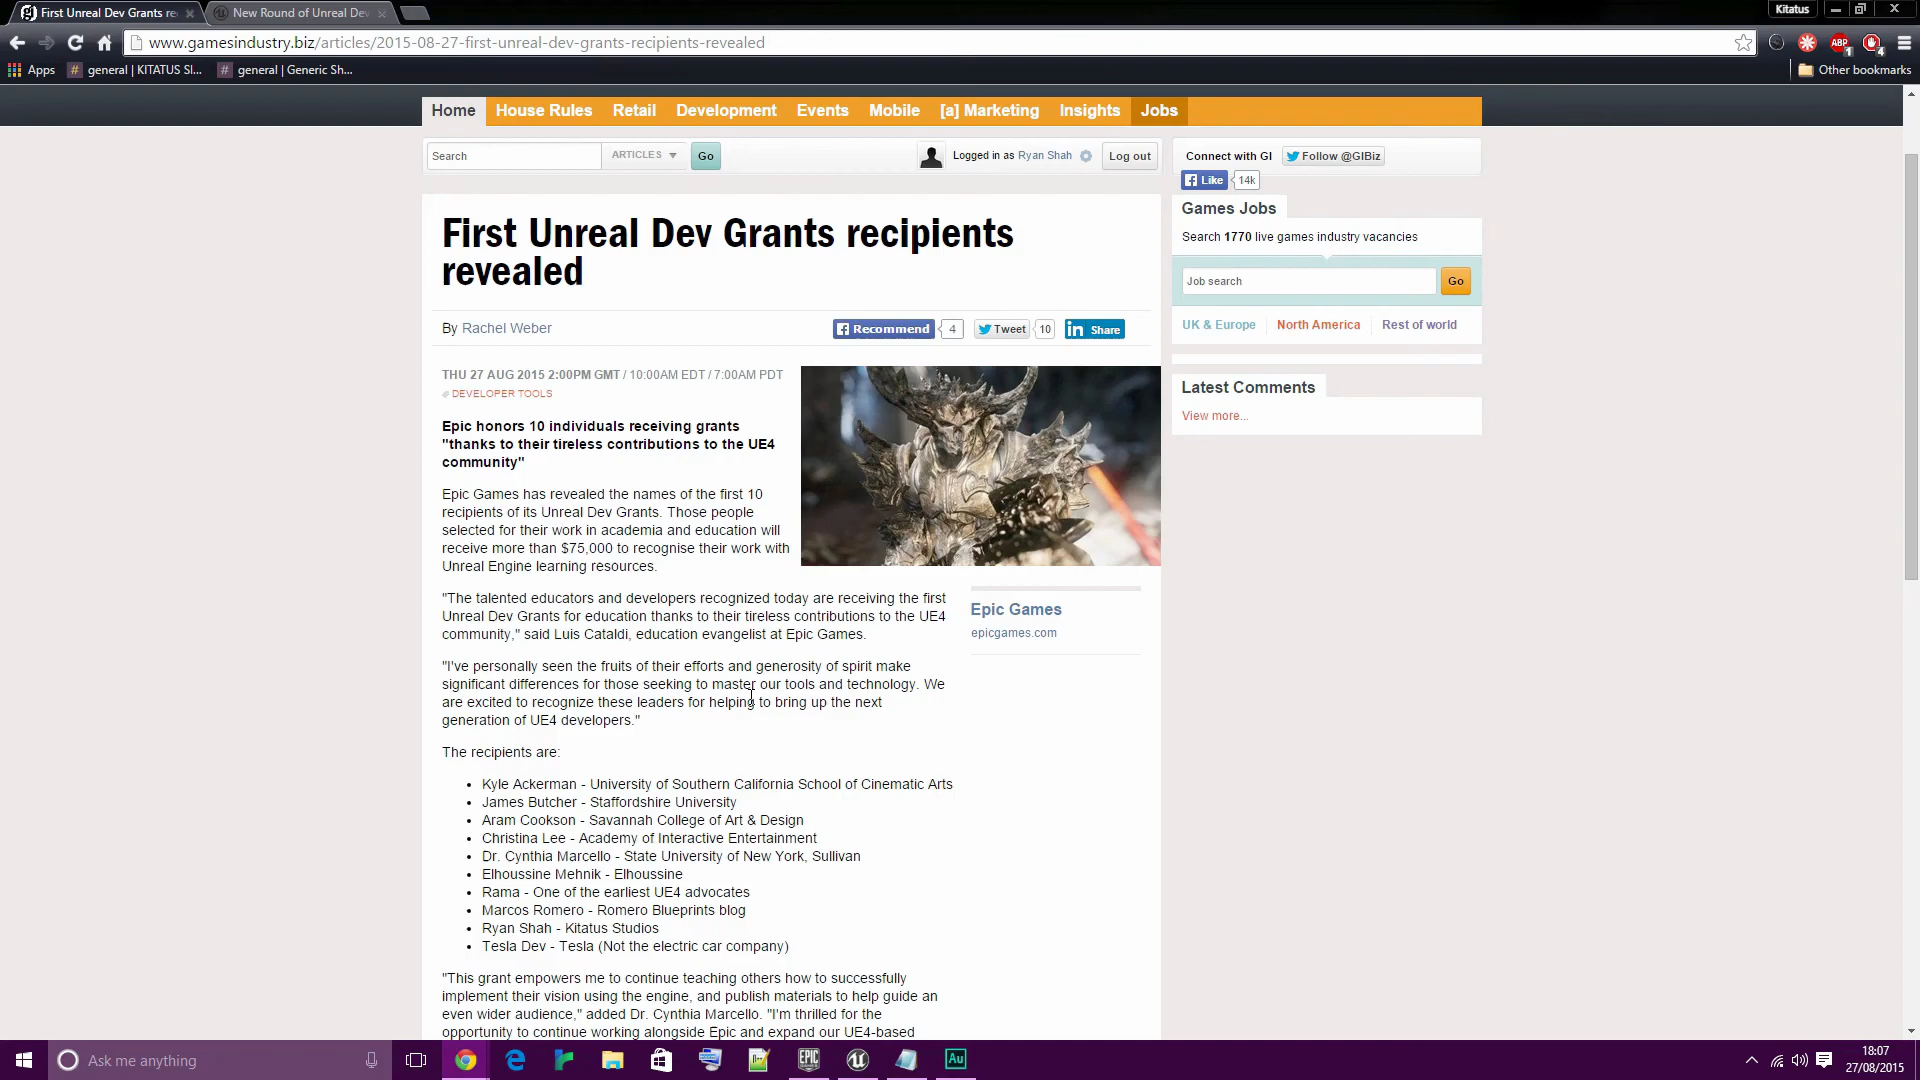 First Unreal Dev Grants re
New Round of Unreal Dev
Kitatus
www.gamesindustry.biz/articles/2015-08-27-first-unreal-dev-grants-recipients-revealed
ABP
1
4
Apps
# general | KITATUS Sl...
# general | Generic Sh...
Other bookmarks
Home House Rules Retail Development Events Mobile [a] Marketing Insights Jobs
Search ARTICLES Go
Logged in as Ryan Shah Log out
Connect with GI Follow @GIBiz
Like 14k
First Unreal Dev Grants recipients
revealed
Games Jobs
Search 1770 live games industry vacancies
Job search Go
UK & Europe North America Rest of world
Latest Comments
View more...
By Rachel Weber
Recommend 4 Tweet 10 in Share
THU 27 AUG 2015 2:00PM GMT / 10:00AM EDT / 7:00AM PDT
DEVELOPER TOOLS
Epic honors 10 individuals receiving grants
"thanks to their tireless contributions to the UE4
community"
Epic Games has revealed the names of the first 10
recipients of its Unreal Dev Grants. Those people
selected for their work in academia and education will
receive more than $75,000 to recognise their work with
Unreal Engine learning resources.
"The talented educators and developers recognized today are receiving the first
Unreal Dev Grants for education thanks to their tireless contributions to the UE4
community," said Luis Cataldi, education evangelist at Epic Games.
Epic Games
epicgames.com
"I've personally seen the fruits of their efforts and generosity of spirit make
significant differences for those seeking to master our tools and technology. We
are excited to recognize these leaders for helping to bring up the next
generation of UE4 developers."
The recipients are:
• Kyle Ackerman - University of Southern California School of Cinematic Arts
• James Butcher - Staffordshire University
• Aram Cookson - Savannah College of Art & Design
• Christina Lee - Academy of Interactive Entertainment
• Dr. Cynthia Marcello - State University of New York, Sullivan
• Elhoussine Mehnik - Elhoussine
• Rama - One of the earliest UE4 advocates
• Marcos Romero - Romero Blueprints blog
• Ryan Shah - Kitatus Studios
• Tesla Dev - Tesla (Not the electric car company)
"This grant empowers me to continue teaching others how to successfully
implement their vision using the engine, and publish materials to help guide an
even wider audience," added Dr. Cynthia Marcello. "I'm thrilled for the
opportunity to continue working alongside Epic and expand our UE4-based
Ask me anything
EPIC
Au
18:07
27/08/2015